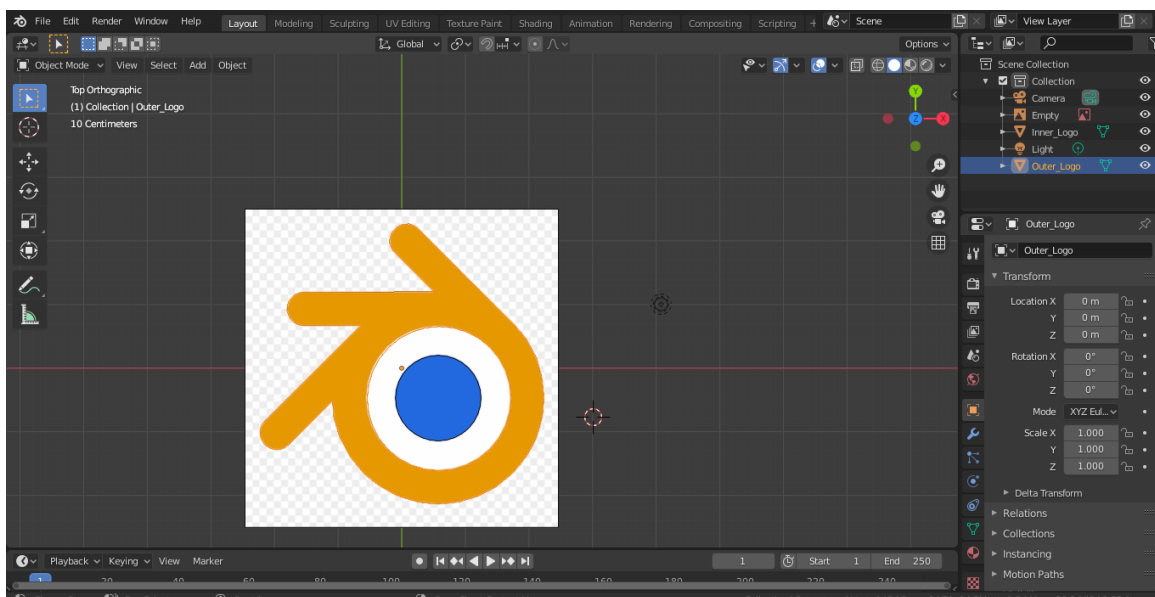 File Edit Render Window Help Layout Modeling Sculpting UV Editing Texture Paint Shading Animation Rendering Compositing Scripting + Scene View Layer
Global Options
Object Mode View Select Add Object
Top Orthographic
(1) Collection | Outer_Logo
10 Centimeters
Y
Z X
Scene Collection
Collection
Camera
Empty
Inner_Logo
Light
Outer_Logo
Outer_Logo
Outer_Logo
Transform
Location X 0 m
Y 0 m
Z 0 m
Rotation X 0°
Y 0°
Z 0°
Mode XYZ Eul...
Scale X 1.000
Y 1.000
Z 1.000
Delta Transform
Relations
Collections
Instancing
Motion Paths
Playback Keying View Marker 1 Start 1 End 250
1 20 40 60 80 100 120 140 160 180 200 220 240